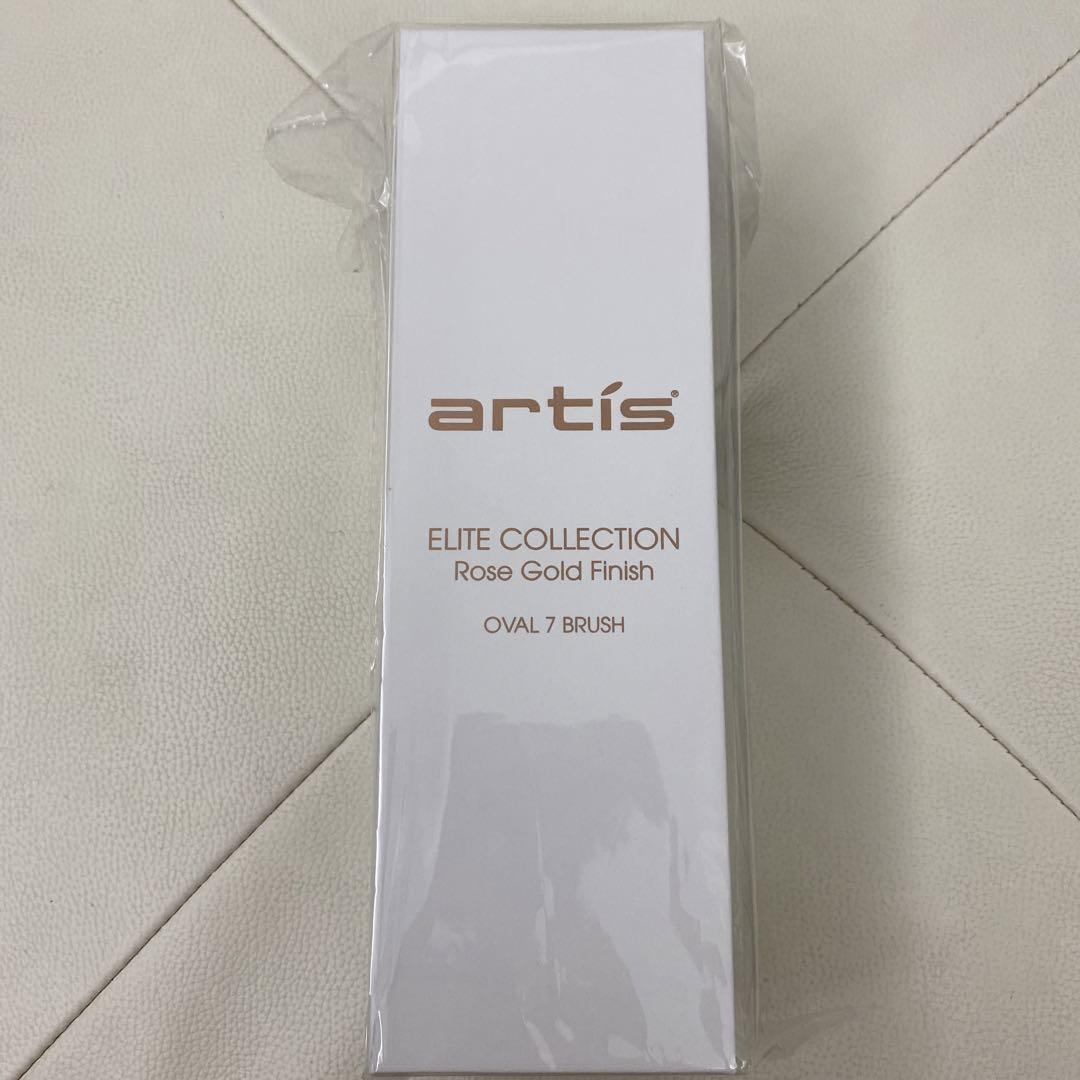 artís®
ELITE COLLECTION
Rose Gold Finish
OVAL 7 BRUSH